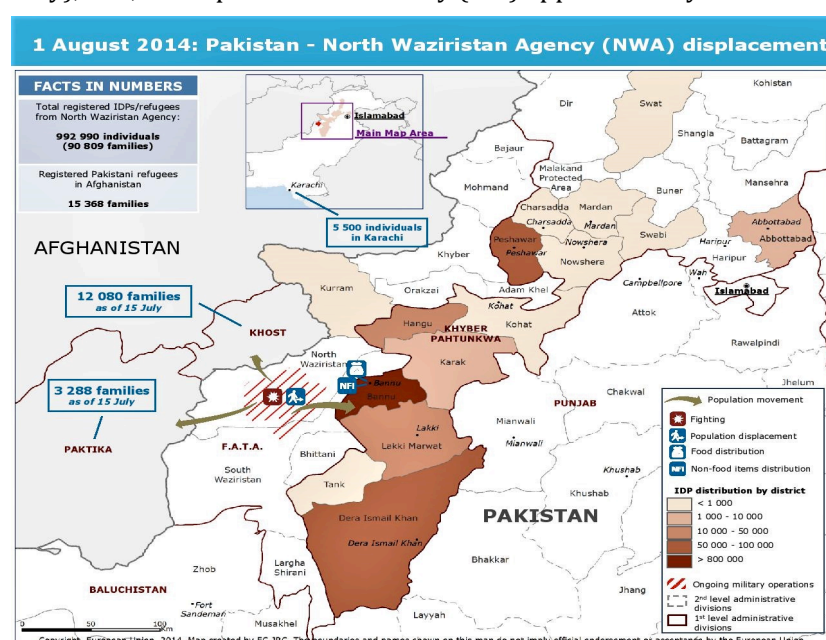 1 August 2014: Pakistan - North Waziristan Agency (NWA) displacement
FACTS IN NUMBERS
Total registered IDPs/refugees
from North Waziristan Agency:
992 990 individuals
(90 809 families)
Registered Pakistani refugees
in Afghanistan
15 368 families
Islamabad
Main Map Area
Karachi
5 500 individuals
in Karachi
AFGHANISTAN
12 080 families
as of 15 July
KHOST
3 288 families
as of 15 July
PAKTIKA
Kohistan
Dir
Swat
Shangla
Battagram
Bajaur
Malakand
Protected
Area
Buner
Mansehra
Mohmand
Charsadda
Mardan
Charsadda
Mardan
Abbottabad
Abbottabad
Peshawar
Peshawar
Nowshera
Nowshera
Swabi
Haripur
Haripur
Khyber
Adam Khel
Campbellpore
Wah
Islamabad
Kurram
Orakzai
Kohat
Kohat
Attok
Hangu
KHYBER
PAHTUNKWA
Rawalpindi
North
Waziristan
Karak
NFI
Bannu
Bannu
Jhelum
Chakwal
PUNJAB
Lakki
Lakki Marwat
Mianwali
Mianwali
F.A.T.A.
Bhittani
South
Waziristan
Tank
Khushab
Khushab
PAKISTAN
Dera Ismail Khan
Dera Ismail Khan
Bhakkar
Zhob
Largha
Shirani
Jhang
BALUCHISTAN
Fort
Sandeman
Musakhel
Layyah
Population movement
Fighting
Population displacement
Food distribution
NFI
Non-food items distribution
IDP distribution by district
< 1 000
1 000 - 10 000
10 000 - 50 000
50 000 - 100 000
> 800 000
Ongoing military operations
2nd level administrative
divisions
1st level administrative
divisions
0 50 100
Km